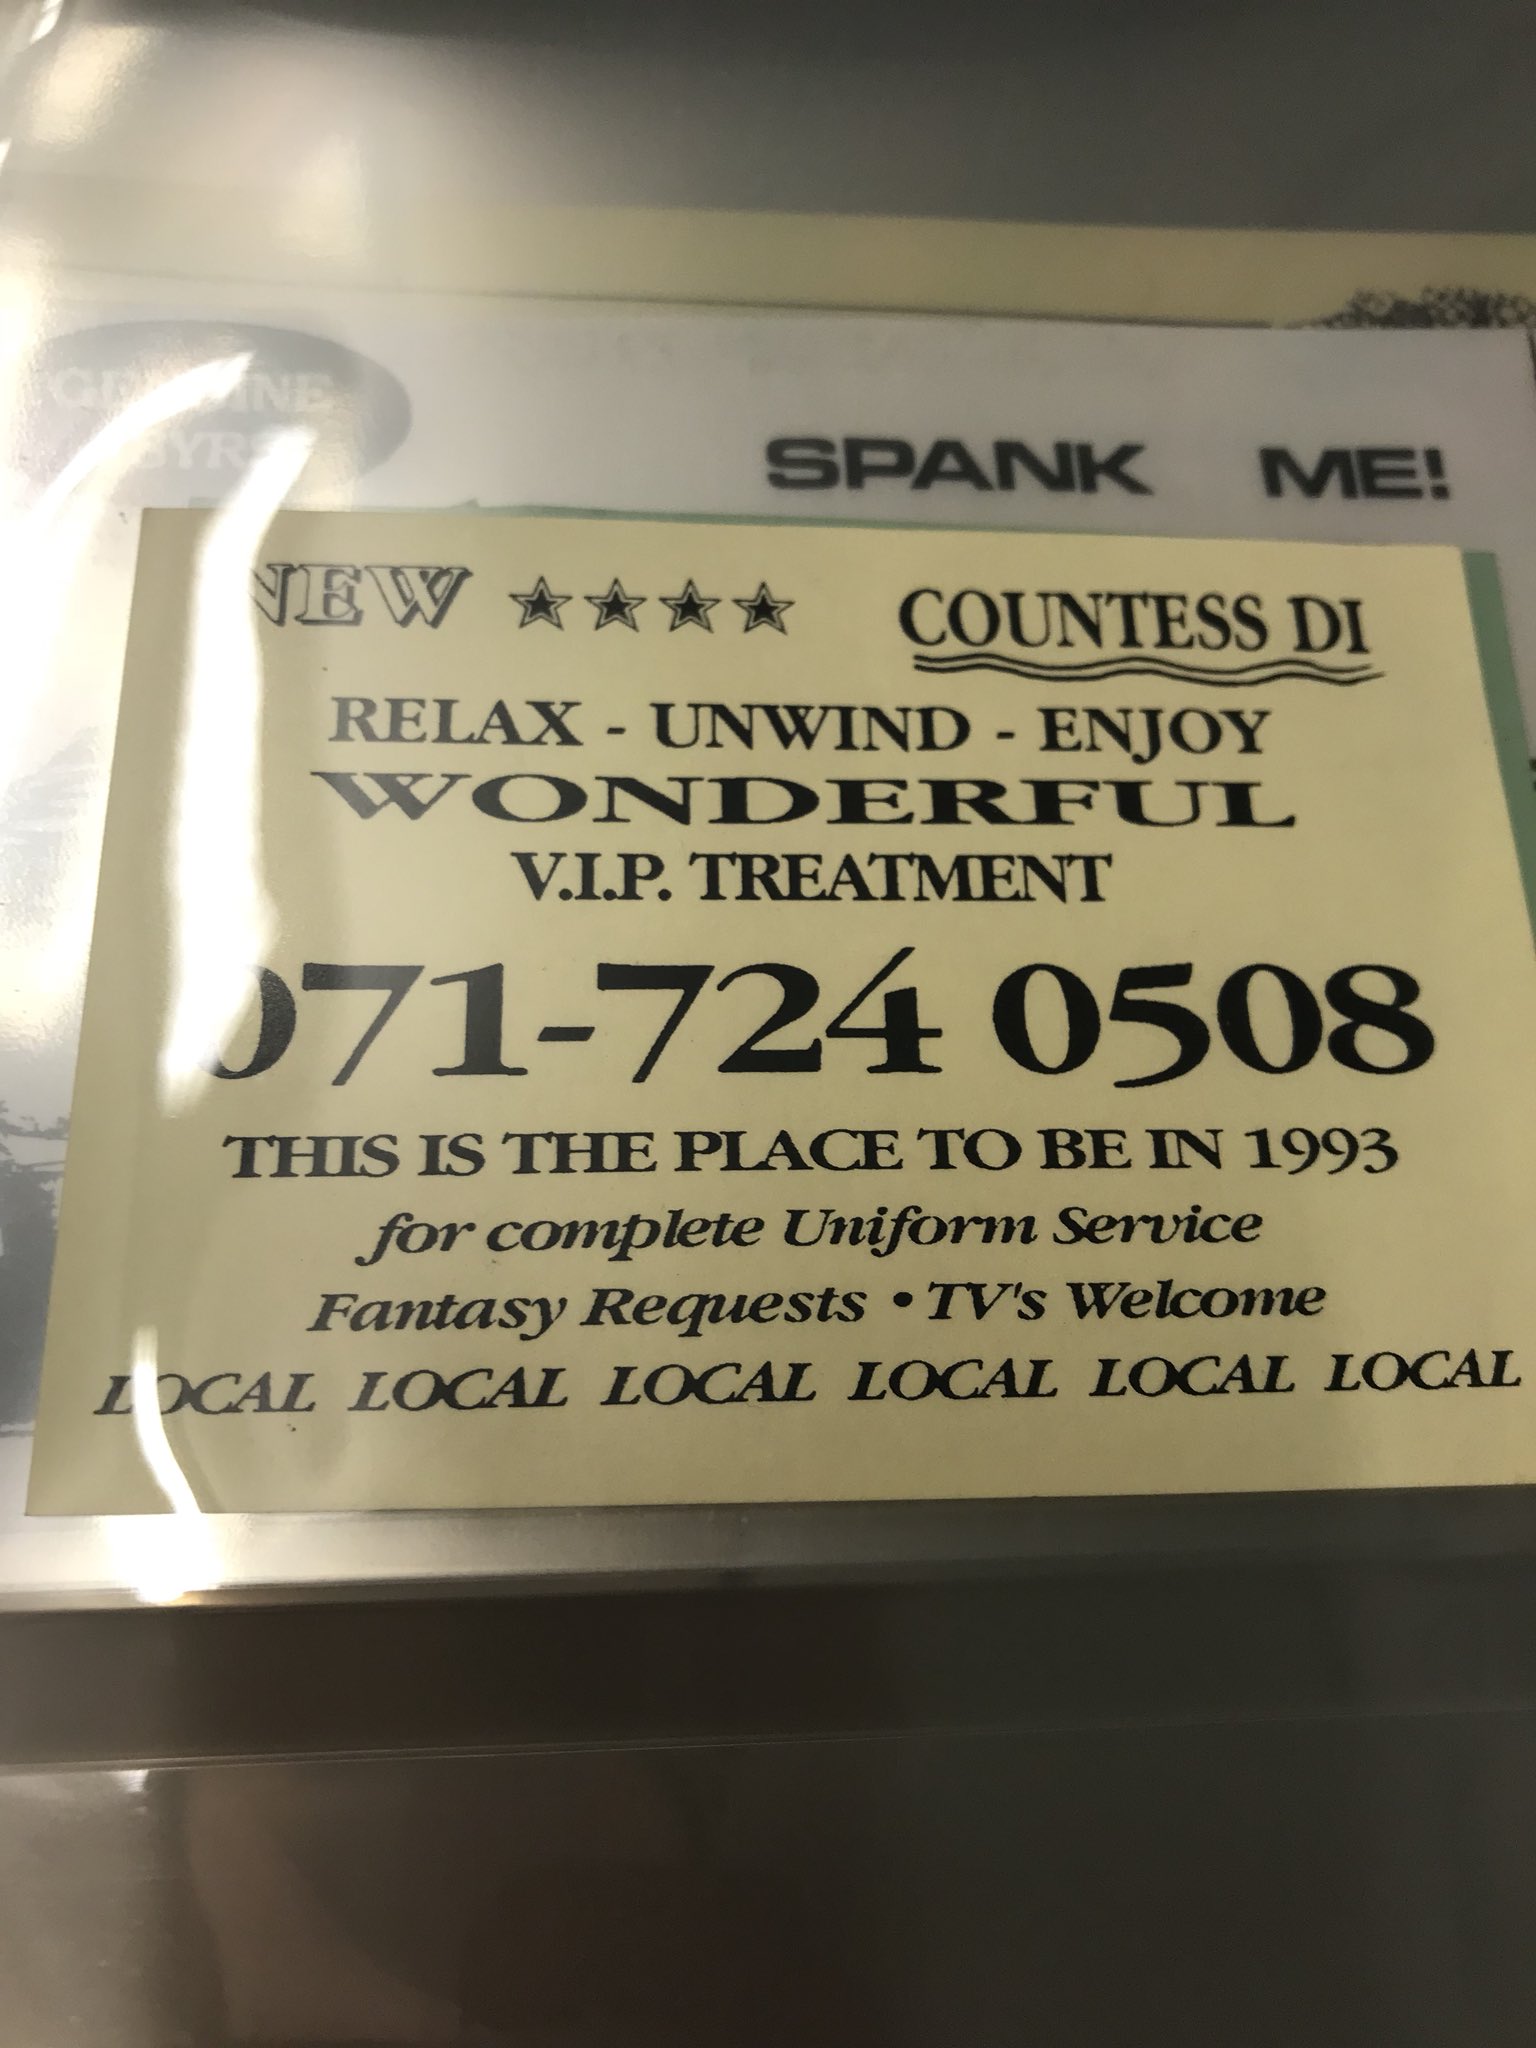 GENUINE
SPANK ME!
NEW COUNTESS DI
RELAX - UNWIND - ENJOY
WONDERFUL
V.I.P. TREATMENT
071-724 0508
THIS IS THE PLACE TO BE IN 1993
for complete Uniform Service
Fantasy Requests • TV's Welcome
LOCAL LOCAL LOCAL LOCAL LOCAL LOCAL